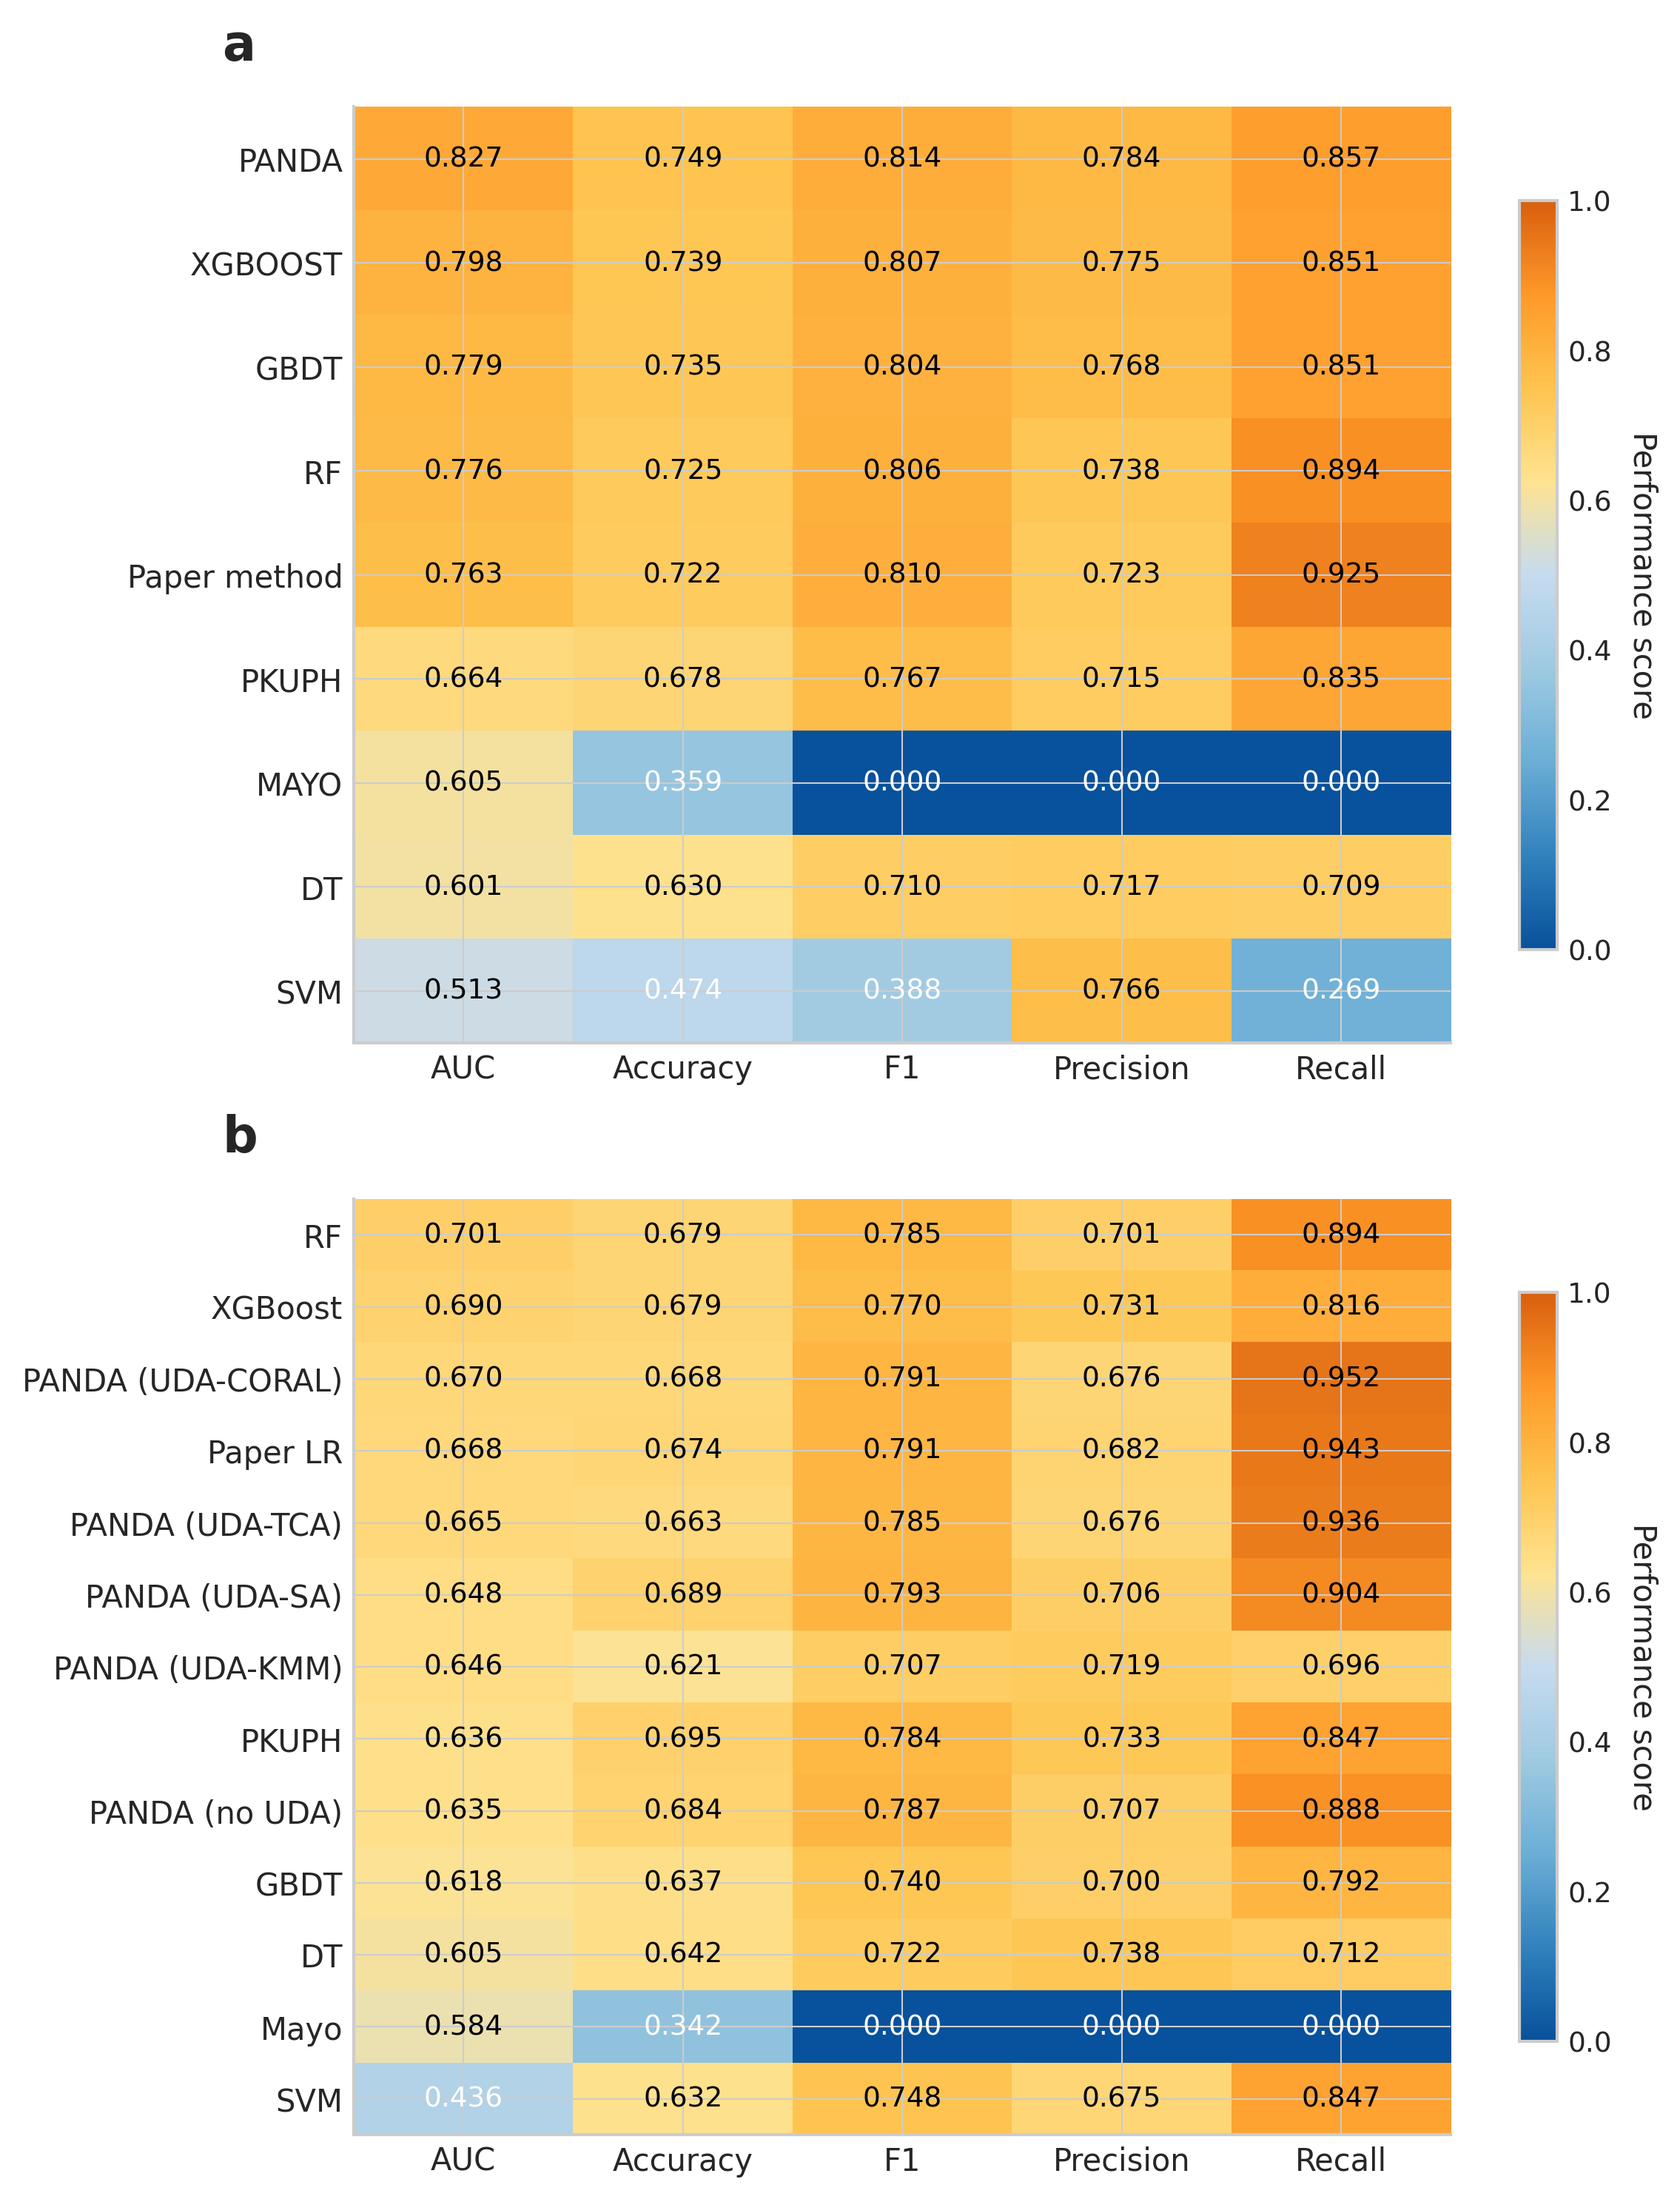 a
PANDA 0.827 0.749 0.814 0.784 0.857
XGBOOST 0.798 0.739 0.807 0.775 0.851
GBDT 0.779 0.735 0.804 0.768 0.851
RF 0.776 0.725 0.806 0.738 0.894
Paper method 0.763 0.722 0.810 0.723 0.925
PKUPH 0.664 0.678 0.767 0.715 0.835
MAYO 0.605 0.359 0.000 0.000 0.000
DT 0.601 0.630 0.710 0.717 0.709
SVM 0.513 0.474 0.388 0.766 0.269
AUC Accuracy F1 Precision Recall
1.0
0.8
0.6
0.4
0.2
0.0
Performance score
b
RF 0.701 0.679 0.785 0.701 0.894
XGBoost 0.690 0.679 0.770 0.731 0.816
PANDA (UDA-CORAL) 0.670 0.668 0.791 0.676 0.952
Paper LR 0.668 0.674 0.791 0.682 0.943
PANDA (UDA-TCA) 0.665 0.663 0.785 0.676 0.936
PANDA (UDA-SA) 0.648 0.689 0.793 0.706 0.904
PANDA (UDA-KMM) 0.646 0.621 0.707 0.719 0.696
PKUPH 0.636 0.695 0.784 0.733 0.847
PANDA (no UDA) 0.635 0.684 0.787 0.707 0.888
GBDT 0.618 0.637 0.740 0.700 0.792
DT 0.605 0.642 0.722 0.738 0.712
Mayo 0.584 0.342 0.000 0.000 0.000
SVM 0.436 0.632 0.748 0.675 0.847
AUC Accuracy F1 Precision Recall
1.0
0.8
0.6
0.4
0.2
0.0
Performance score